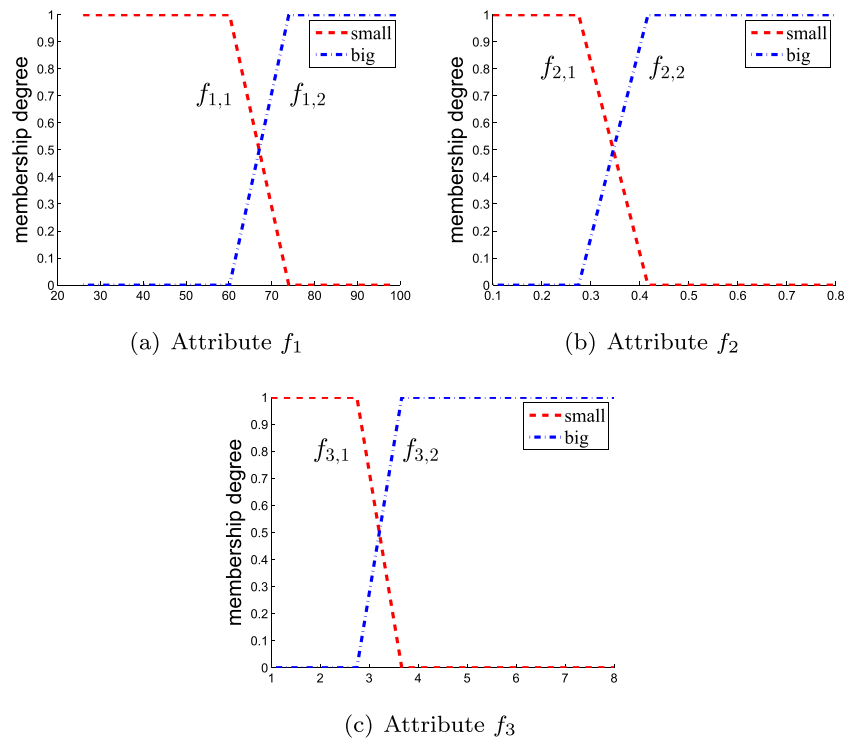 membership degree
1
0.9
0.8
0.7
0.6
0.5
0.4
0.3
0.2
0.1
0
20 30 40 50 60 70 80 90 100
small
big
f1,1
f1,2
(a) Attribute f1
membership degree
1
0.9
0.8
0.7
0.6
0.5
0.4
0.3
0.2
0.1
0
0.1 0.2 0.3 0.4 0.5 0.6 0.7 0.8
small
big
f2,1
f2,2
(b) Attribute f2
membership degree
1
0.9
0.8
0.7
0.6
0.5
0.4
0.3
0.2
0.1
0
1 2 3 4 5 6 7 8
small
big
f3,1
f3,2
(c) Attribute f3